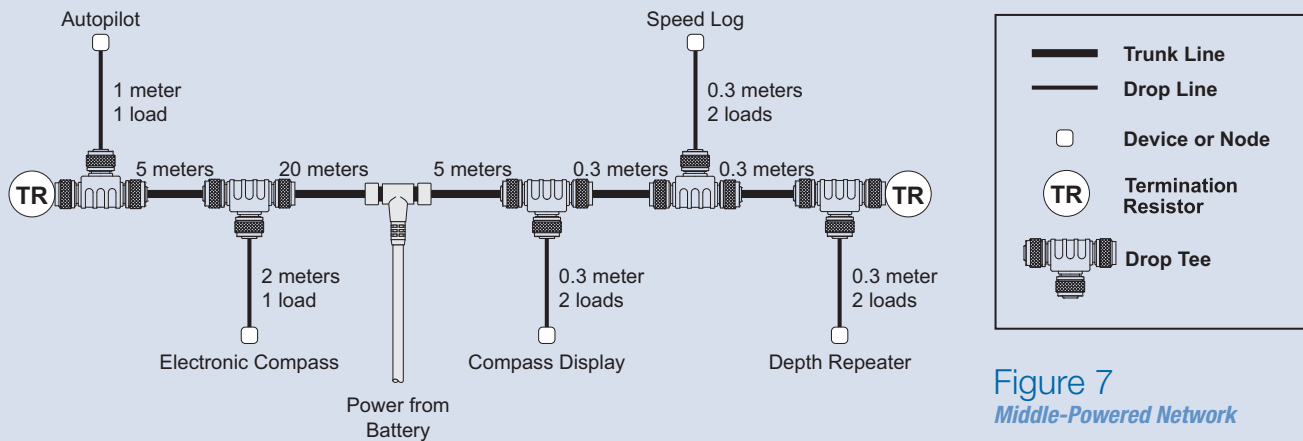 Autopilot
Speed Log
1 meter
1 load
0.3 meters
2 loads
TR
5 meters
20 meters
5 meters
0.3 meters
0.3 meters
TR
2 meters
1 load
0.3 meter
2 loads
0.3 meter
2 loads
Electronic Compass
Compass Display
Depth Repeater
Power from
Battery
Trunk Line
Drop Line
Device or Node
TR
Termination
Resistor
Drop Tee
Figure 7
Middle-Powered Network